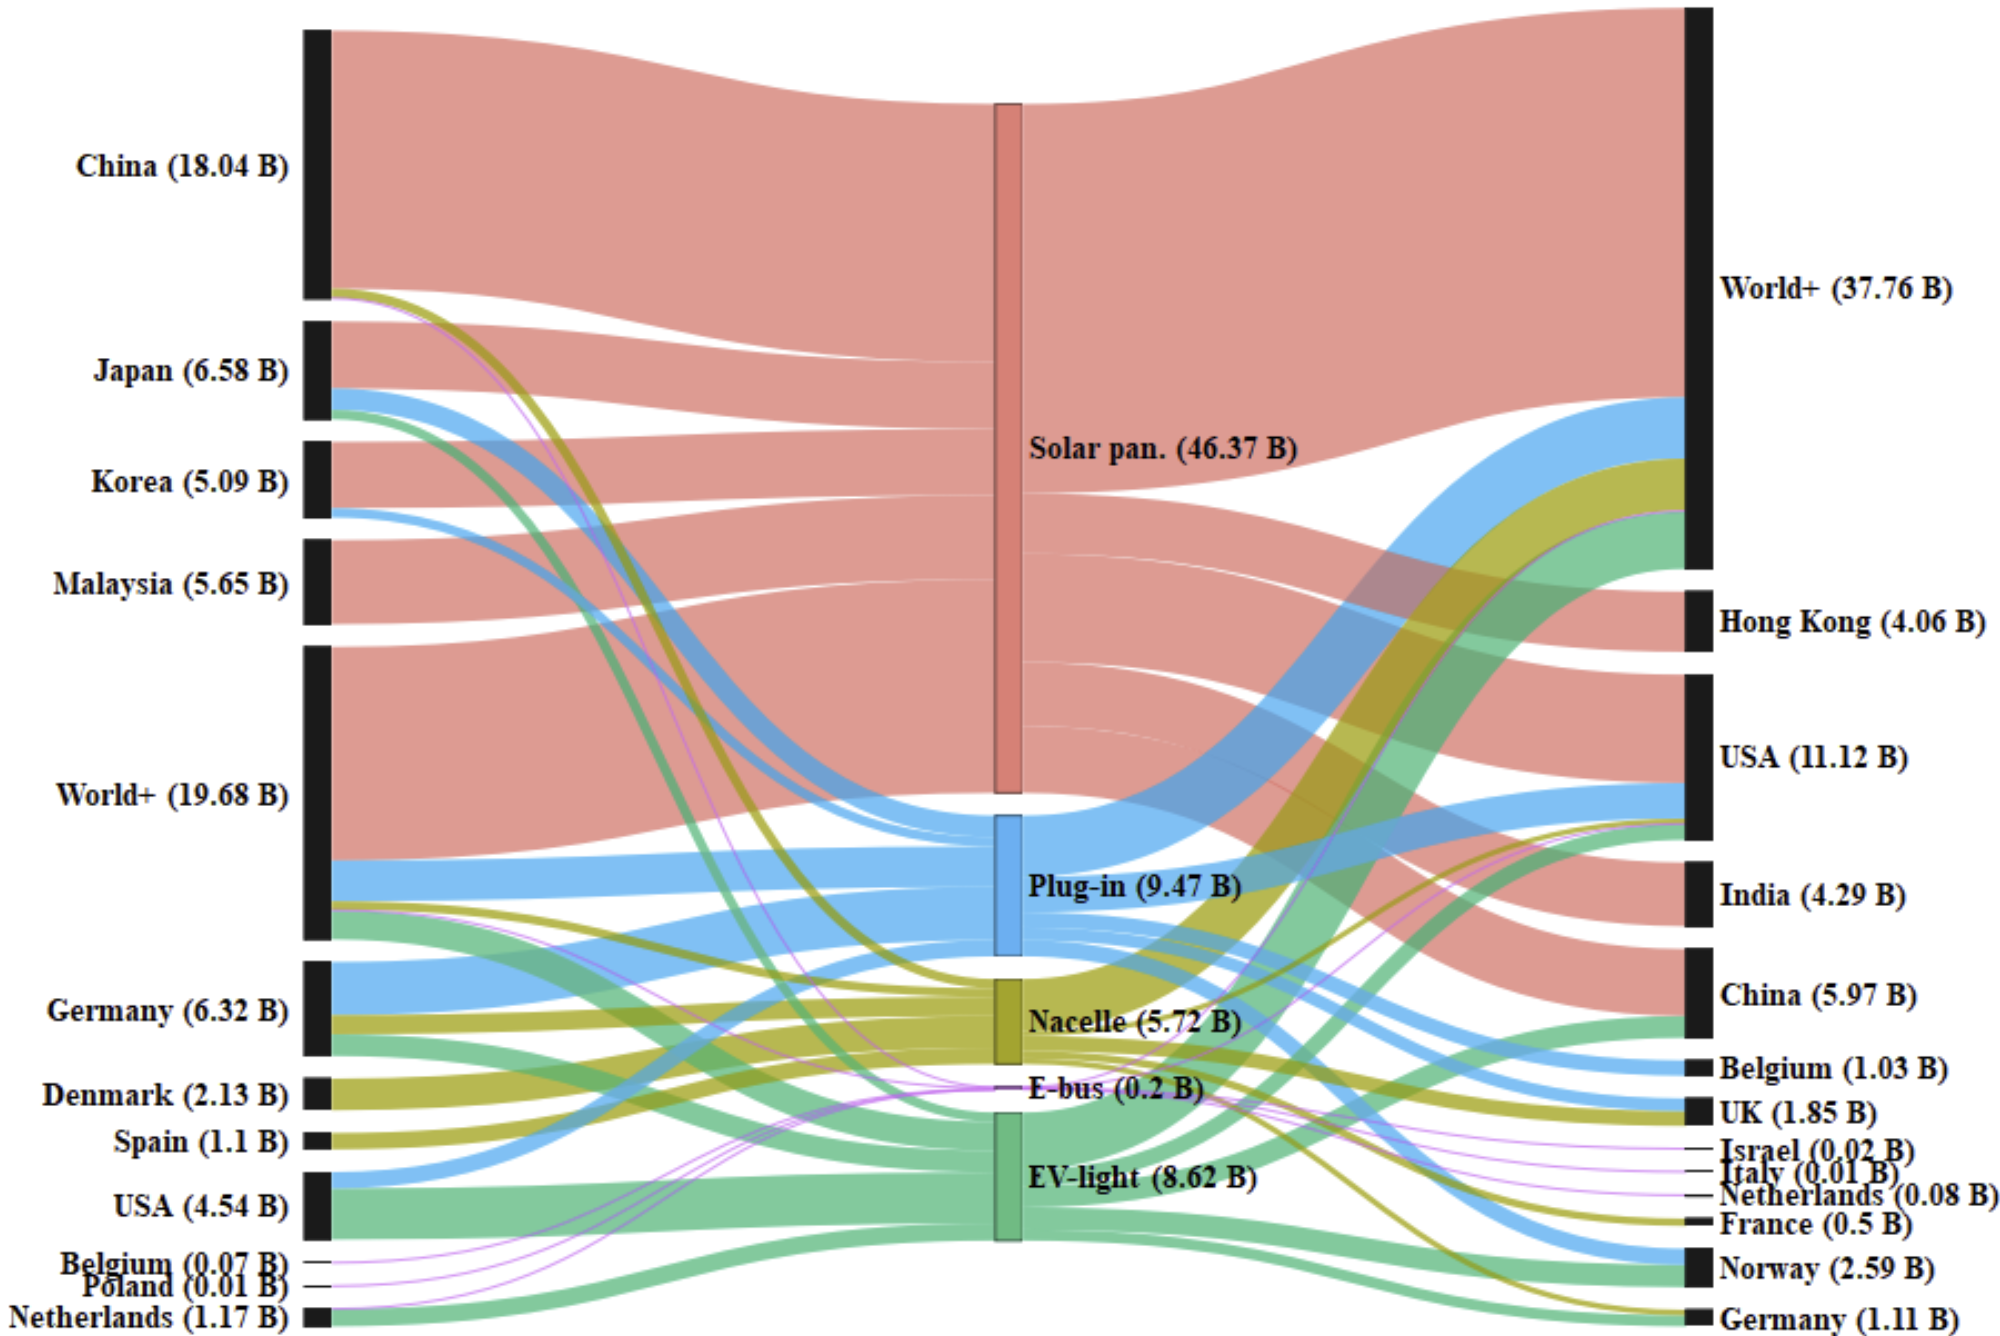 China (18.04 B)
Japan (6.58 B)
Korea (5.09 B)
Malaysia (5.65 B)
World+ (19.68 B)
Germany (6.32 B)
Denmark (2.13 B)
Spain (1.1 B)
USA (4.54 B)
Belgium (0.07 B)
Poland (0.01 B)
Netherlands (1.17 B)
Solar pan. (46.37 B)
Plug-in (9.47 B)
Nacelle (5.72 B)
E-bus (0.2 B)
EV-light (8.62 B)
World+ (37.76 B)
Hong Kong (4.06 B)
USA (11.12 B)
India (4.29 B)
China (5.97 B)
Belgium (1.03 B)
UK (1.85 B)
Israel (0.02 B)
Italy (0.01 B)
Netherlands (0.08 B)
France (0.5 B)
Norway (2.59 B)
Germany (1.11 B)